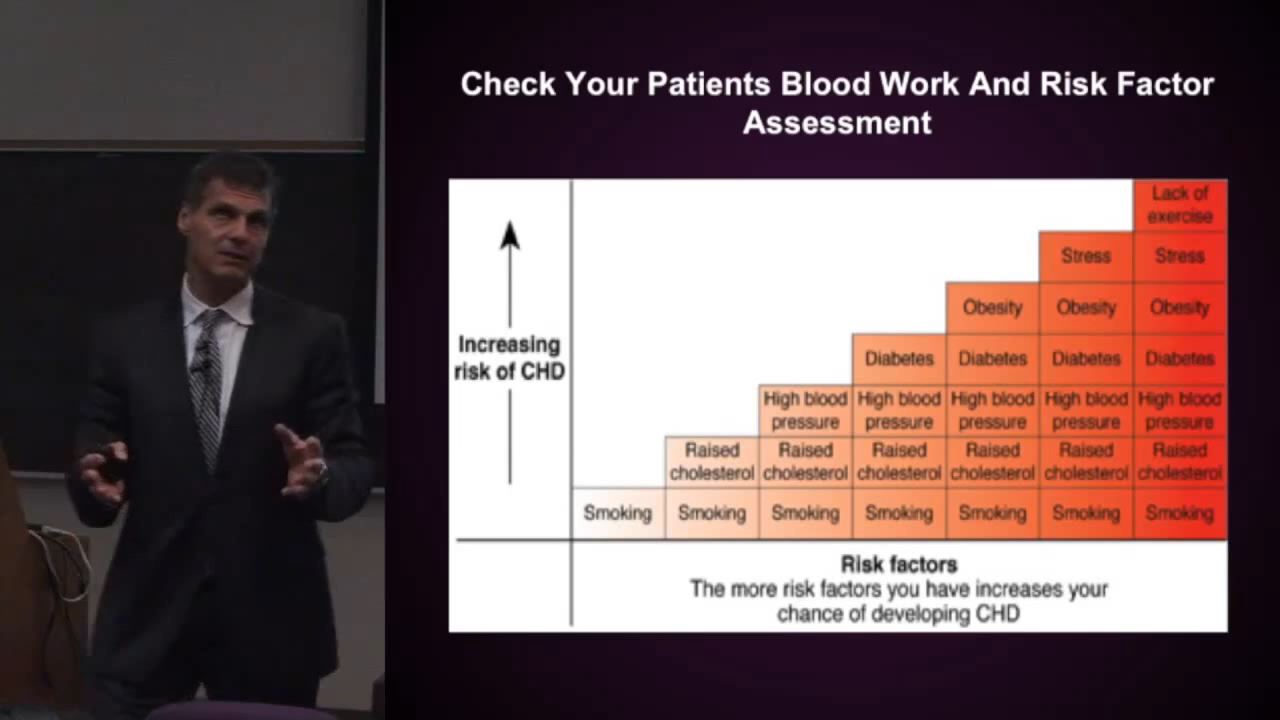 Check Your Patients Blood Work And Risk Factor
Assessment
Lack of
exercise
Stress
Stress
Obesity
Obesity
Obesity
Increasing
risk of CHD
Diabetes
Diabetes
Diabetes
Diabetes
High blood
pressure
High blood
pressure
High blood
pressure
High blood
pressure
High blood
pressure
Raised
cholesterol
Raised
cholesterol
Raised
cholesterol
Raised
cholesterol
Raised
cholesterol
Raised
cholesterol
Smoking
Smoking
Smoking
Smoking
Smoking
Smoking
Smoking
Risk factors
The more risk factors you have increases your
chance of developing CHD